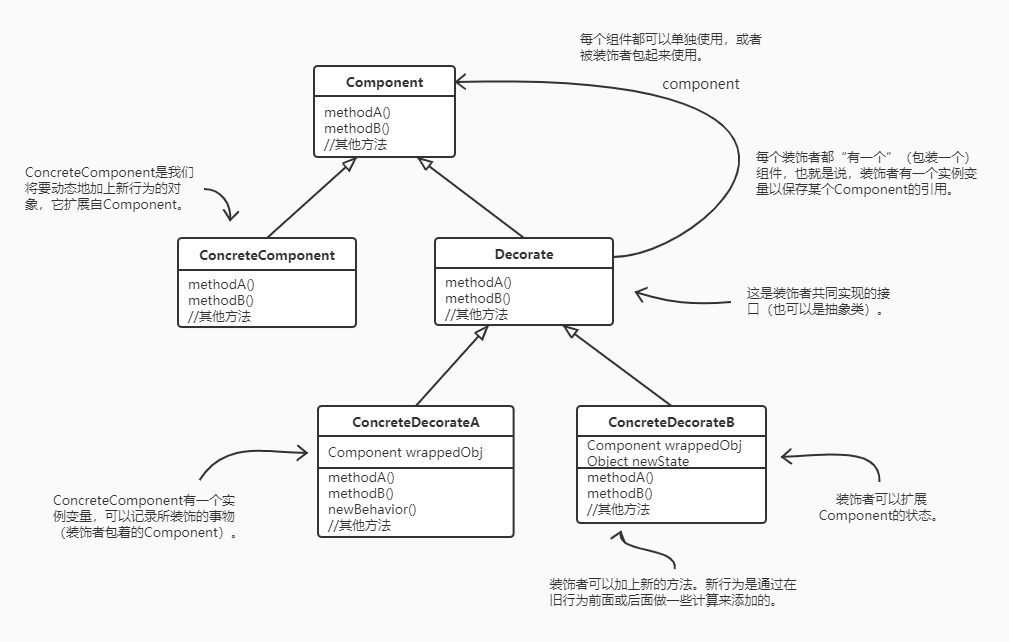 每个组件都可以单独使用，或者
被装饰者包起来使用。
component
Component
methodA()
methodB()
//其他方法
每个装饰者都“有一个”（包装一个）
组件，也就是说，装饰者有一个实例变
量以保存某个Component的引用。
ConcreteComponent是我们
将要动态地加上新行为的对
象，它扩展自Component。
ConcreteComponent
methodA()
methodB()
//其他方法
Decorate
methodA()
methodB()
//其他方法
这是装饰者共同实现的接
口（也可以是抽象类）。
ConcreteDecorateA
Component wrappedObj
methodA()
methodB()
newBehavior()
//其他方法
ConcreteDecorateB
Component wrappedObj
Object newState
methodA()
methodB()
//其他方法
ConcreteComponent有一个实
例变量，可以记录所装饰的事物
（装饰者包着的Component）。
装饰者可以扩展
Component的状态。
装饰者可以加上新的方法。新行为是通过在
旧行为前面或后面做一些计算来添加的。